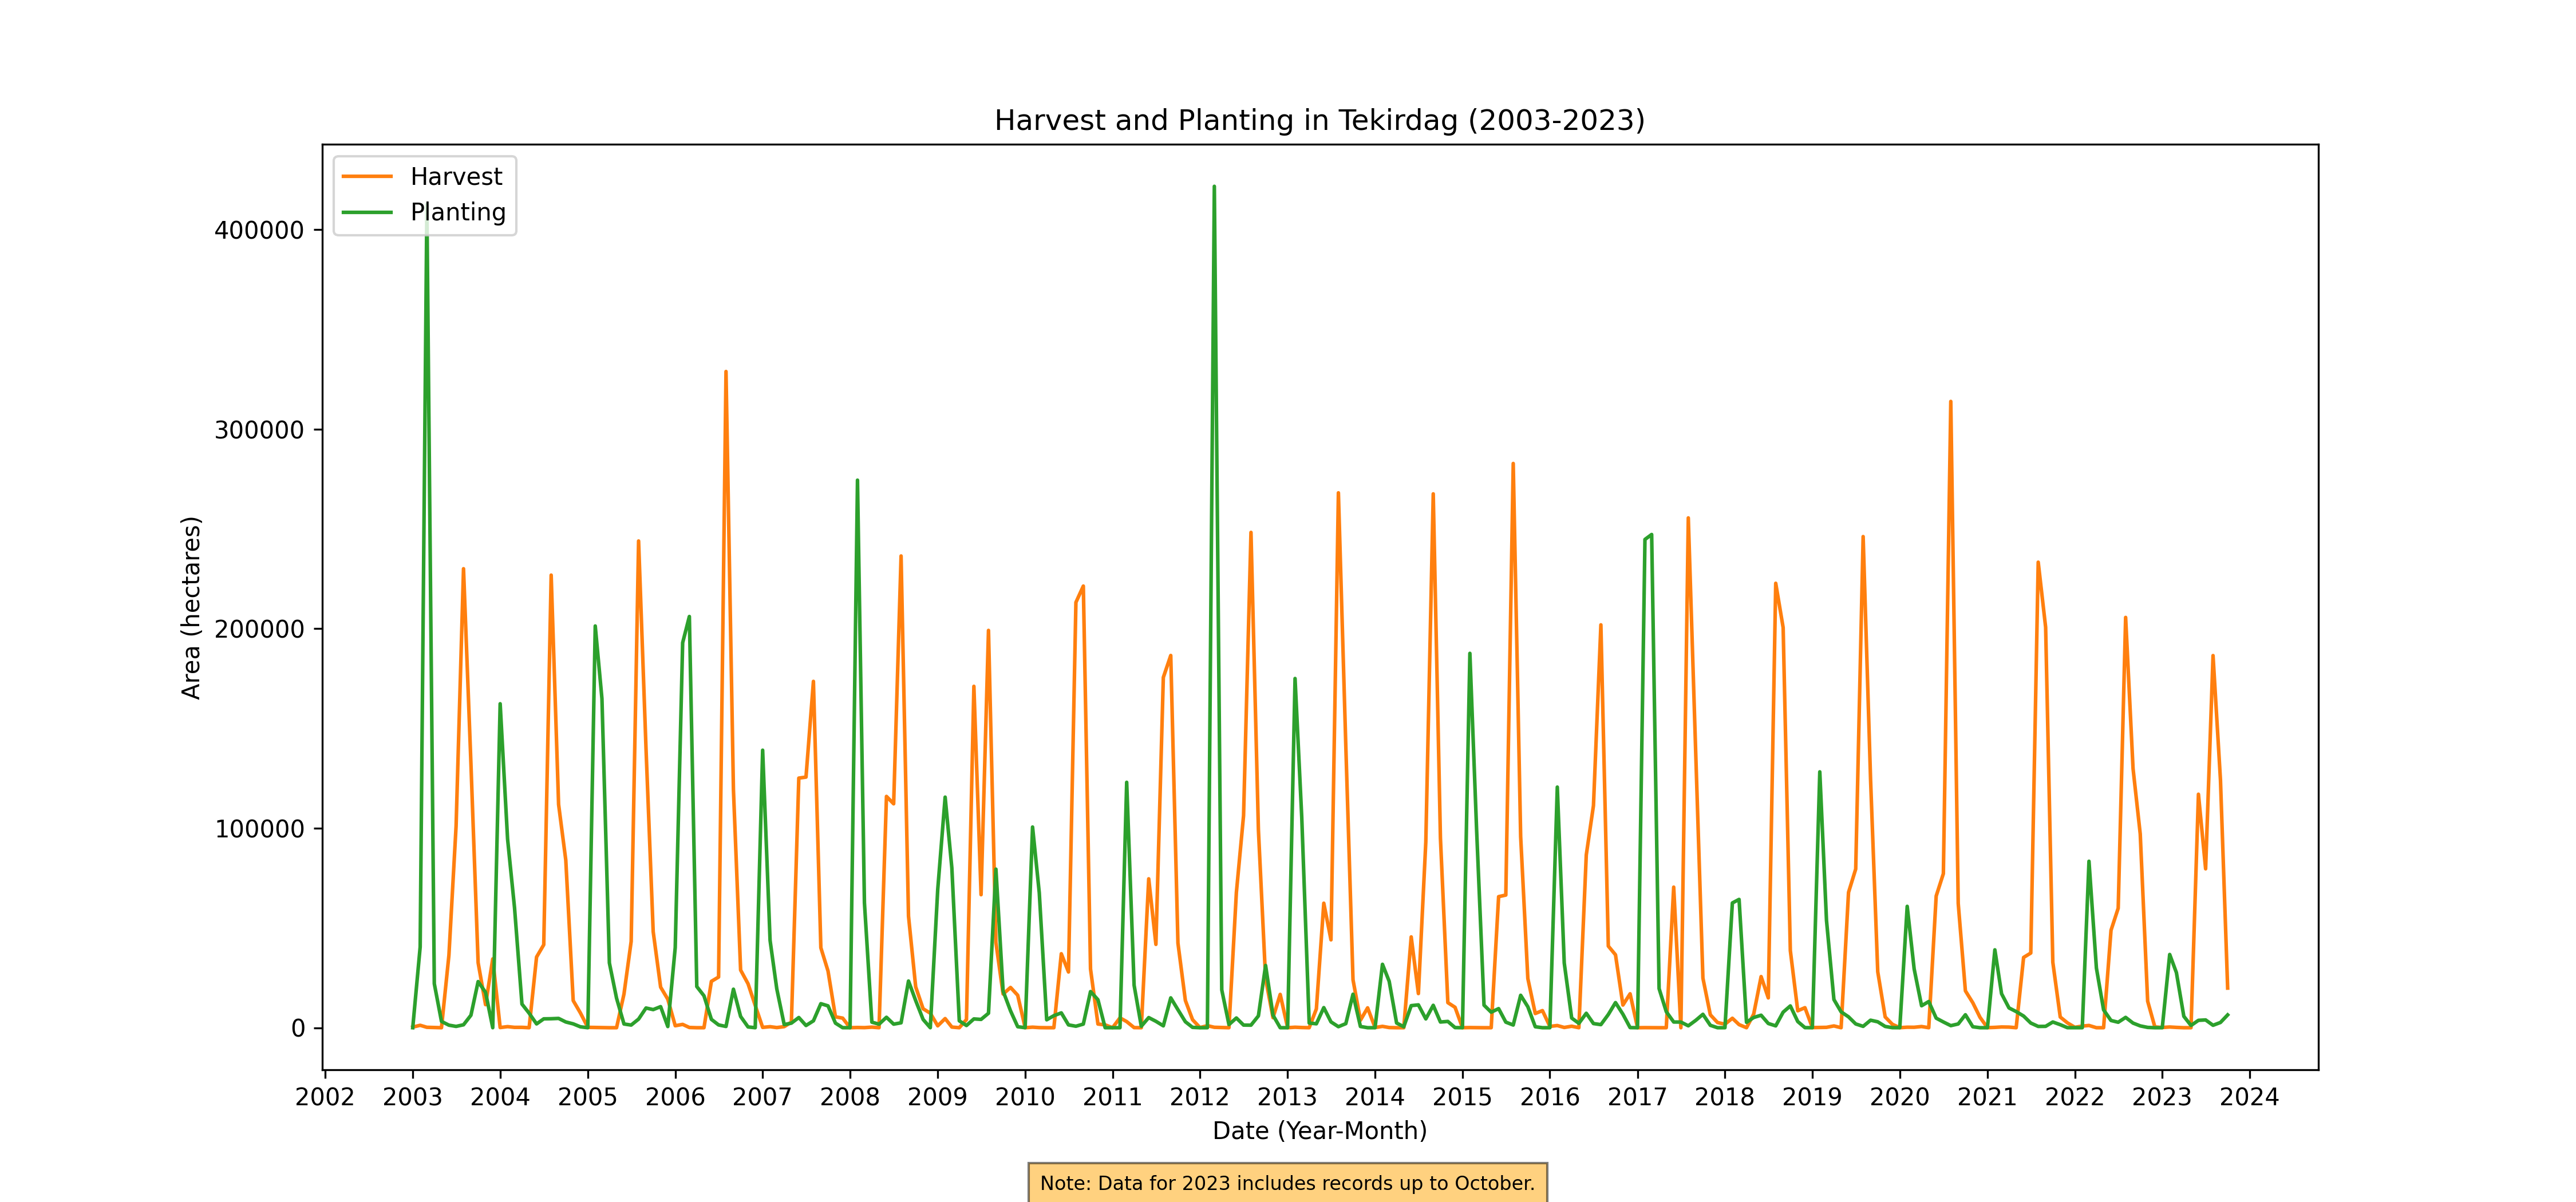 Harvest and Planting in Tekirdag (2003-2023)
Harvest
Planting
400000
300000
200000
100000
0
Area (hectares)
2002 2003 2004 2005 2006 2007 2008 2009 2010 2011 2012 2013 2014 2015 2016 2017 2018 2019 2020 2021 2022 2023 2024
Date (Year-Month)
Note: Data for 2023 includes records up to October.